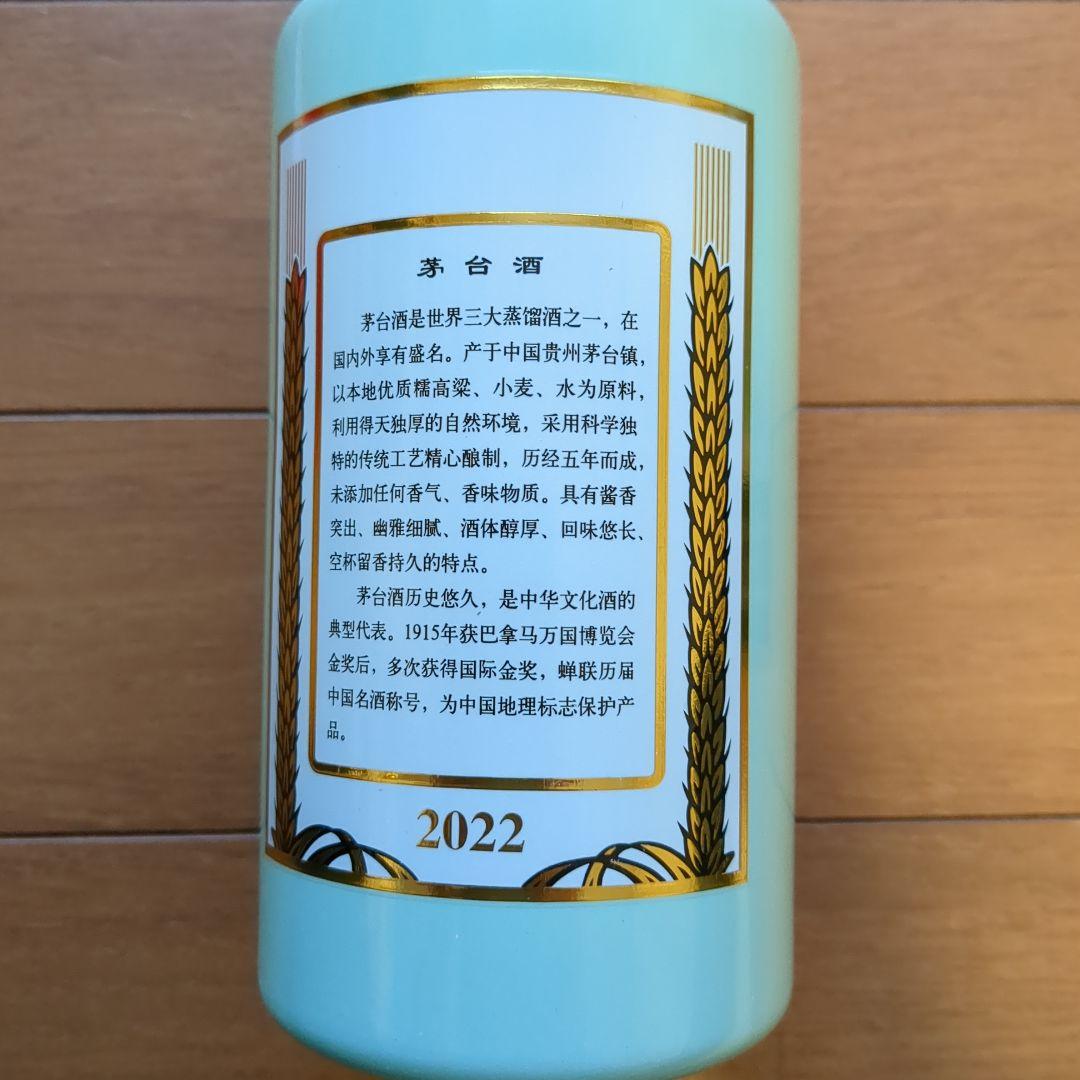 茅台酒
茅台酒是世界三大蒸馏酒之一，在
国内外享有盛名。产于中国贵州茅台镇，
以本地优质糯高粱、小麦、水为原料，
利用得天独厚的自然环境，采用科学独
特的传统工艺精心酿制，历经五年而成，
未添加任何香气、香味物质。具有酱香
突出、幽雅细腻、酒体醇厚、回味悠长、
空杯留香持久的特点。
茅台酒历史悠久，是中华文化酒的
典型代表。1915年获巴拿马万国博览会
金奖后，多次获得国际金奖，蝉联历届
中国名酒称号，为中国地理标志保护产
品。
2022